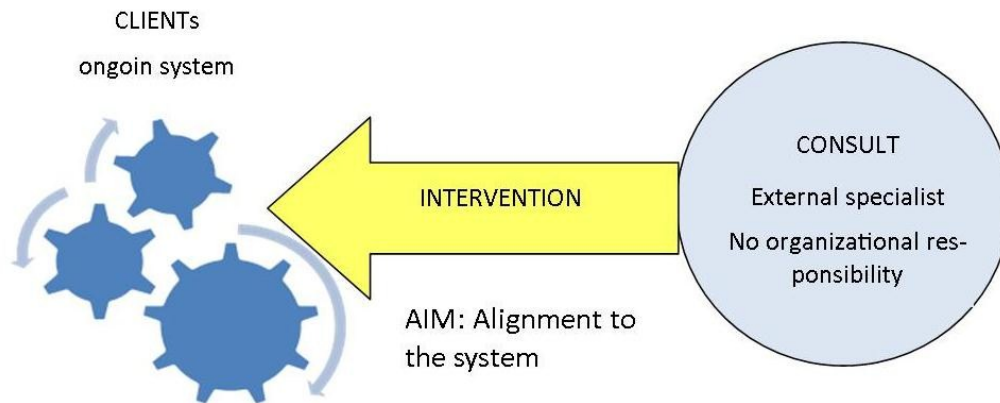 CLIENTs
ongoin system
INTERVENTION
AIM: Alignment to
the system
CONSULT
External specialist
No organizational res-
ponsibility